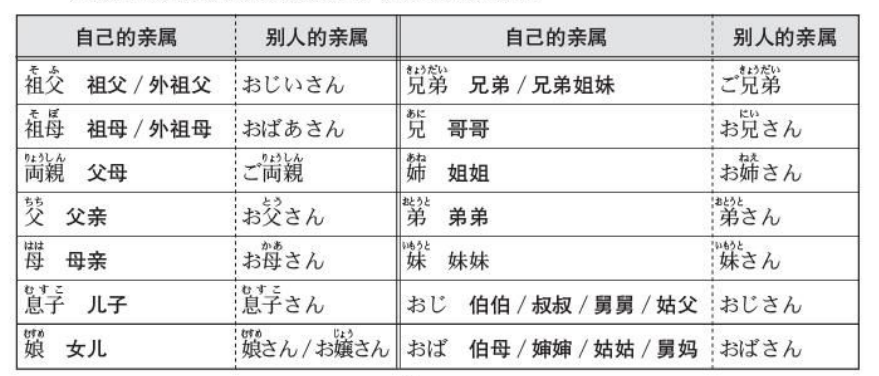 自己的亲属 别人的亲属 自己的亲属 别人的亲属
そふ きょうだい きょうだい
祖父 祖父 / 外祖父 おじいさん 兄弟 兄弟 / 兄弟姐妹 ご兄弟
そぼ あに にい
祖母 祖母 / 外祖母 おばあさん 兄 哥哥 お兄さん
りょうしん りょうしん あね ねえ
両親 父母 ご両親 姉 姐姐 お姉さん
ちち とう おとうと おとうと
父 父亲 お父さん 弟 弟弟 弟さん
はは かあ いもうと いもうと
母 母亲 お母さん 妹 妹妹 妹さん
むすこ むすこ
息子 儿子 息子さん おじ 伯伯 / 叔叔 / 舅舅 / 姑父 おじさん
むすめ むすめ じょう
娘 女儿 娘さん / お嬢さん おば 伯母 / 婶婶 / 姑姑 / 舅妈 おばさん